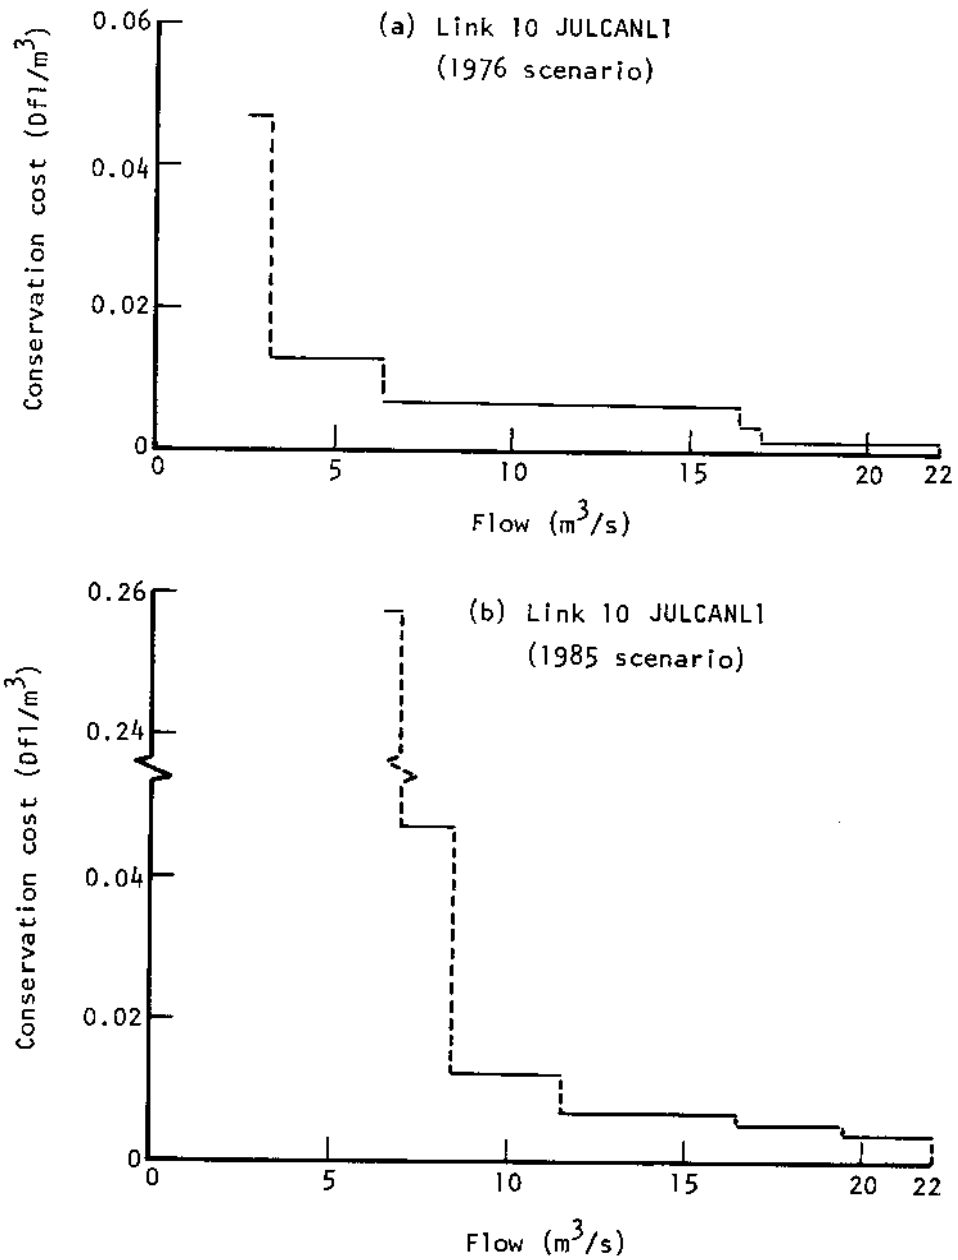 (a) Link 10 JULCANL1
(1976 scenario)
Conservation cost (Dfl/m³)
0.06
0.04
0.02
0
0
5
10
15
20
22
Flow (m³/s)
(b) Link 10 JULCANL1
(1985 scenario)
Conservation cost (Dfl/m³)
0.26
0.24
0.04
0.02
0
0
5
10
15
20
22
Flow (m³/s)